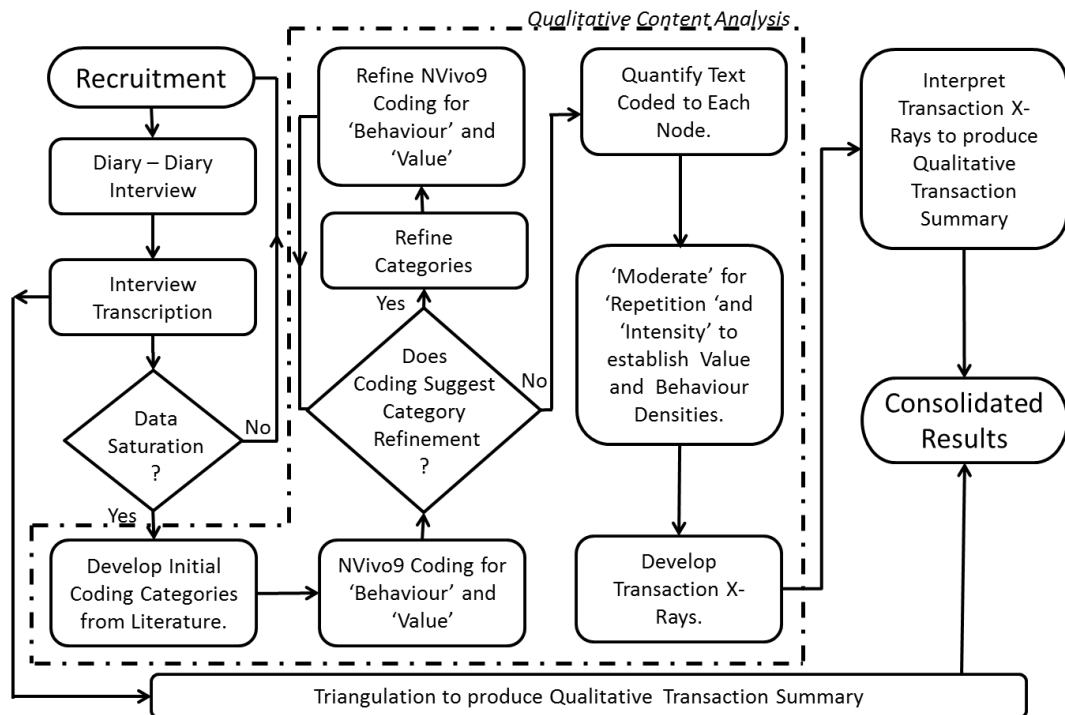 Qualitative Content Analysis
Recruitment
Diary – Diary
Interview
Interview
Transcription
Data
Saturation
?
No
Yes
Develop Initial
Coding Categories
from Literature.
NVivo9 Coding for
‘Behaviour’ and
‘Value’
Does
Coding Suggest
Category
Refinement
?
Yes
No
Refine
Categories
Refine NVivo9
Coding for
‘Behaviour’ and
‘Value’
Quantify Text
Coded to Each
Node.
‘Moderate’ for
‘Repetition ‘and
‘Intensity’ to
establish Value
and Behaviour
Densities.
Develop
Transaction X-
Rays.
Interpret
Transaction X-
Rays to produce
Qualitative
Transaction
Summary
Consolidated
Results
Triangulation to produce Qualitative Transaction Summary